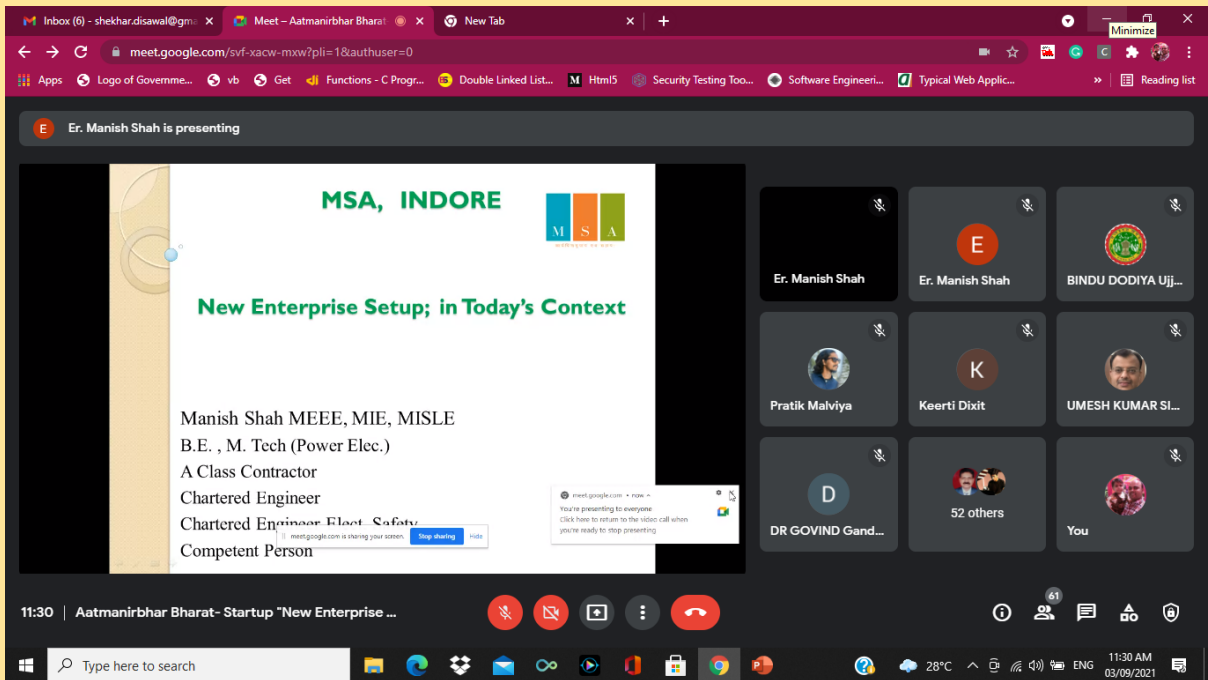 Inbox (6) - shekhar.disawal@gma
Meet – Aatmanirbhar Bharat
New Tab
Minimize
meet.google.com/svf-xacw-mxw?pli=1&authuser=0
Apps
Logo of Governme...
vb
Get
Functions - C Progr...
Double Linked List...
Html5
Security Testing Too...
Software Engineeri...
Typical Web Applic...
»
Reading list
E
Er. Manish Shah is presenting
MSA, INDORE
M S A
New Enterprise Setup; in Today's Context
Manish Shah MEEE, MIE, MISLE
B.E. , M. Tech (Power Elec.)
A Class Contractor
Chartered Engineer
Chartered Engineer Elect. Safety
Competent Person
meet.google.com is sharing your screen.
Stop sharing
Hide
meet.google.com • now
You're presenting to everyone
Click here to return to the video call when
you're ready to stop presenting
Er. Manish Shah
E
Er. Manish Shah
BINDU DODIYA Ujj...
Pratik Malviya
K
Keerti Dixit
UMESH KUMAR SI...
D
DR GOVIND Gand...
52 others
You
11:30 | Aatmanirbhar Bharat- Startup "New Enterprise ...
61
Type here to search
28°C
ENG
11:30 AM
03/09/2021